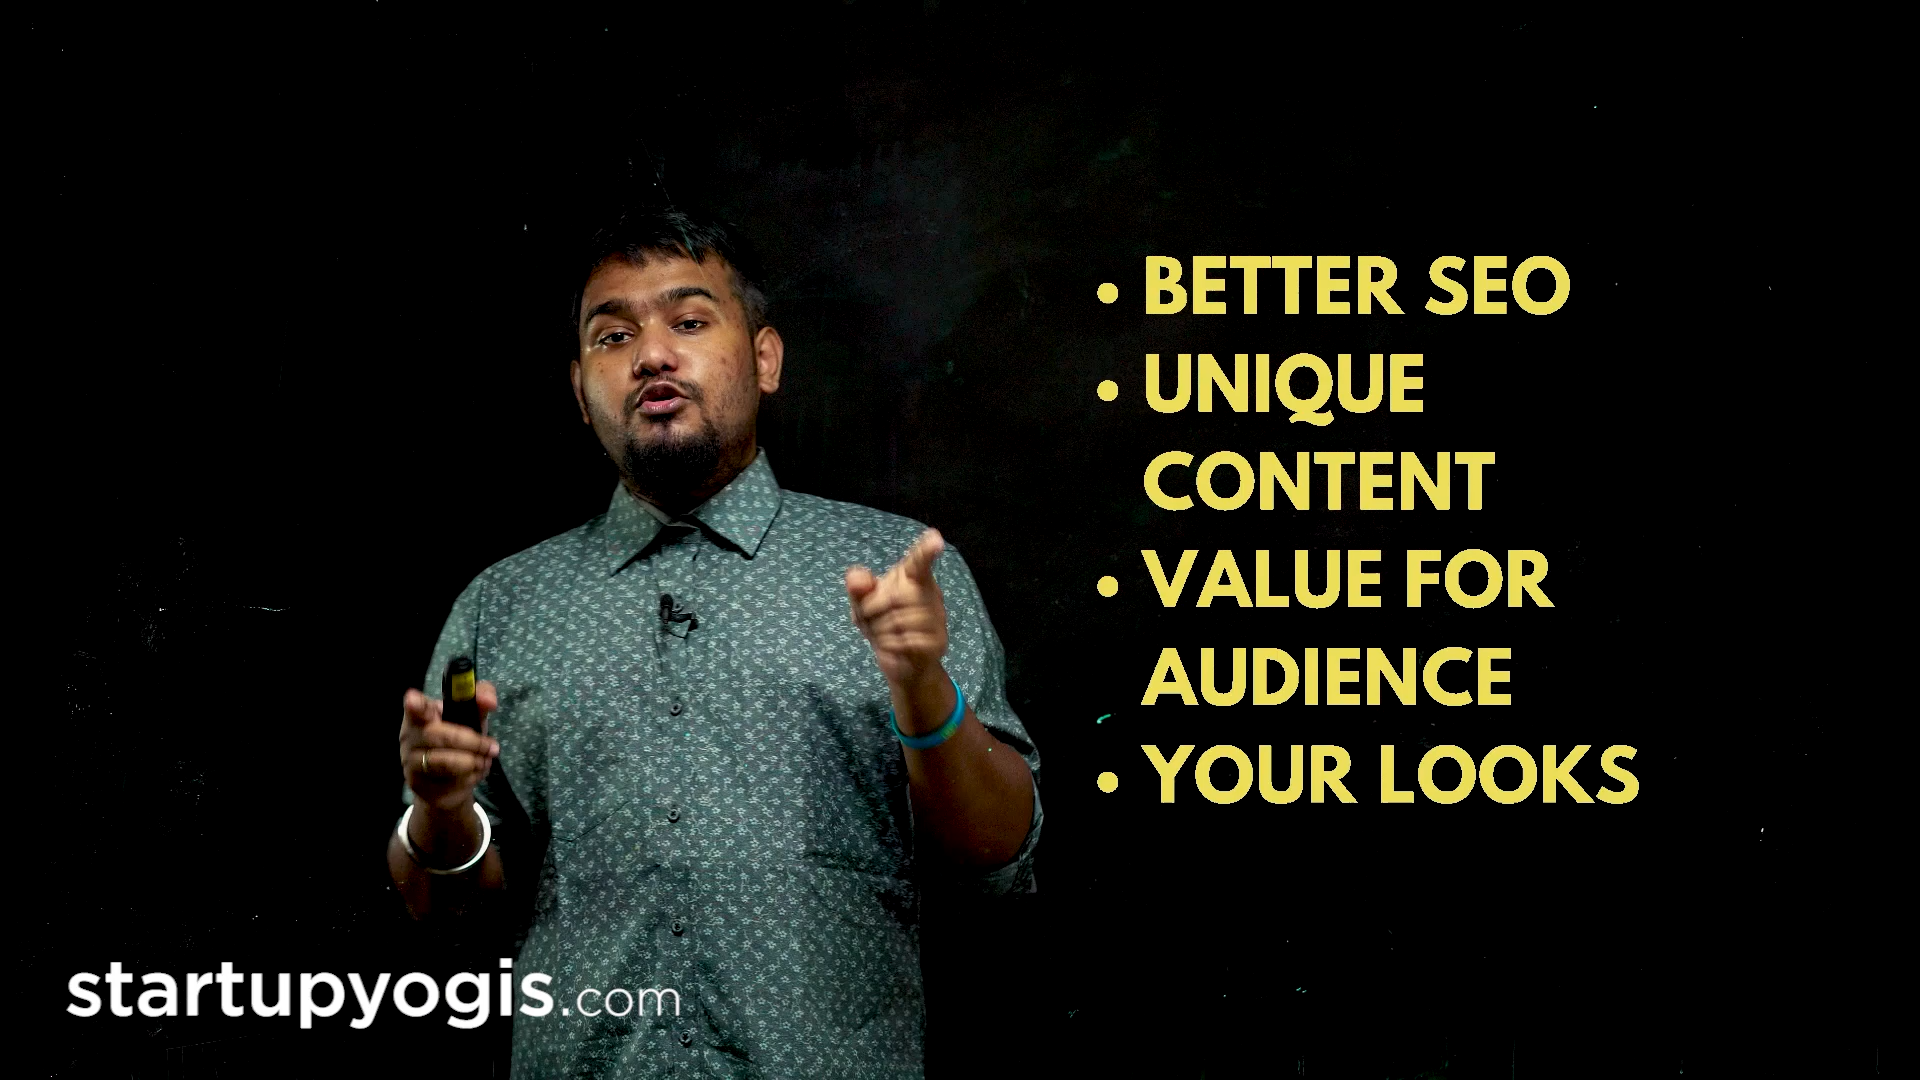 • BETTER SEO
• UNIQUE
CONTENT
• VALUE FOR
AUDIENCE
• YOUR LOOKS
startupyogis.com